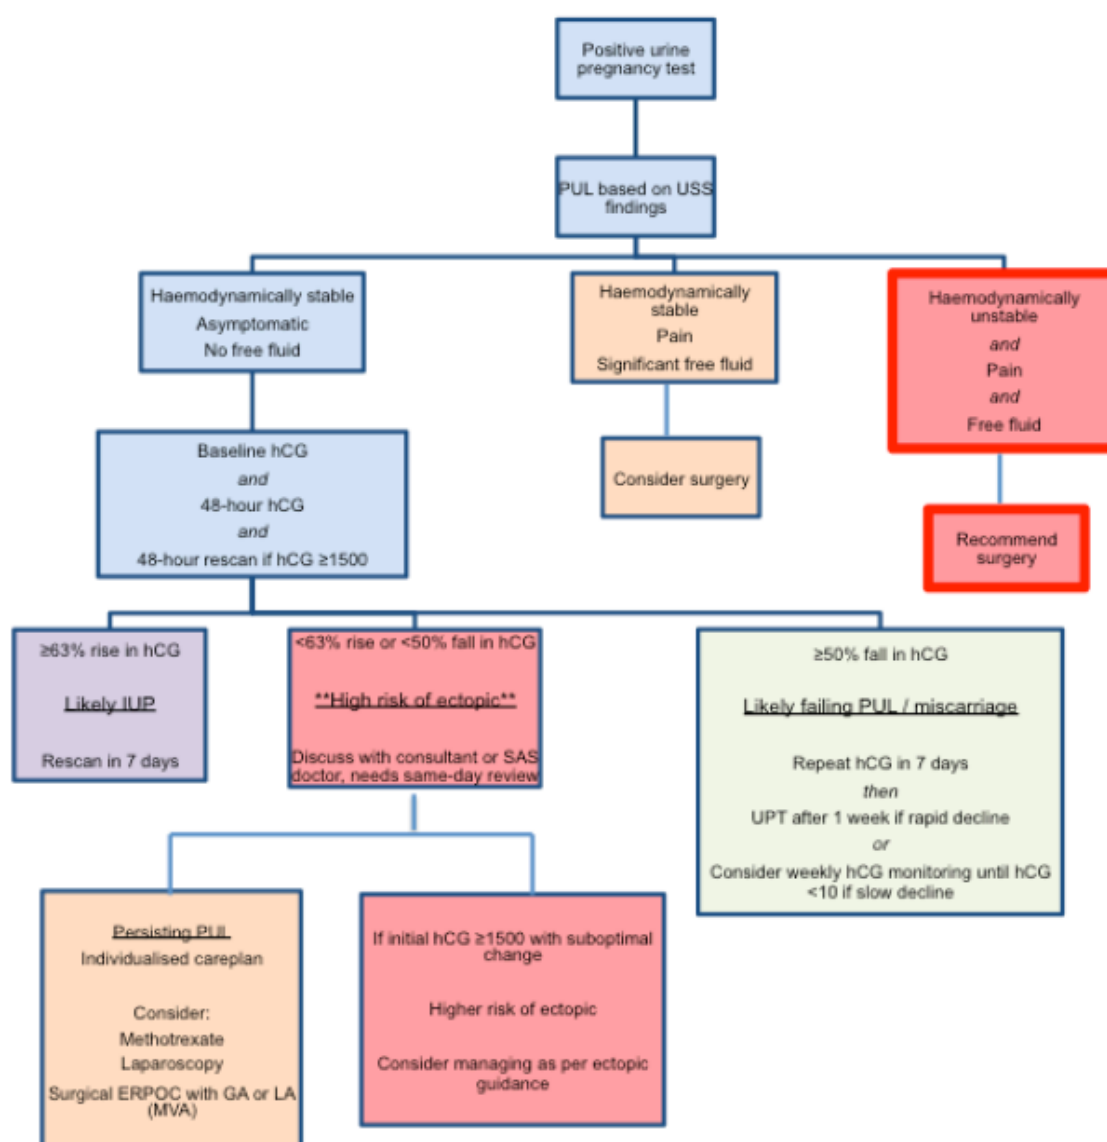 Positive urine
pregnancy test
PUL based on USS
findings
Haemodynamically stable
Asymptomatic
No free fluid
Haemodynamically
stable
Pain
Significant free fluid
Haemodynamically
unstable
and
Pain
and
Free fluid
Baseline hCG
and
48-hour hCG
and
48-hour rescan if hCG ≥1500
Consider surgery
Recommend
surgery
≥63% rise in hCG
Likely IUP
Rescan in 7 days
<63% rise or <50% fall in hCG
**High risk of ectopic**
Discuss with consultant or SAS
doctor, needs same-day review
≥50% fall in hCG
Likely failing PUL / miscarriage
Repeat hCG in 7 days
then
UPT after 1 week if rapid decline
or
Consider weekly hCG monitoring until hCG
<10 if slow decline
Persisting PUL
Individualised careplan
Consider:
Methotrexate
Laparoscopy
Surgical ERPOC with GA or LA
(MVA)
If initial hCG ≥1500 with suboptimal
change
Higher risk of ectopic
Consider managing as per ectopic
guidance